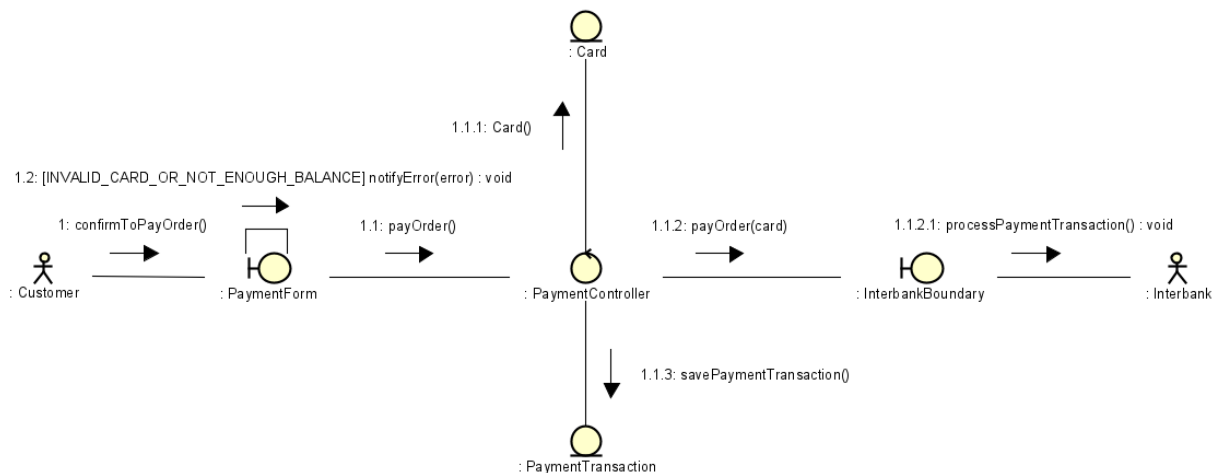 : Card
1.1.1: Card()
1.2: [INVALID_CARD_OR_NOT_ENOUGH_BALANCE] notifyError(error) : void
1: confirmToPayOrder()
1.1: payOrder()
1.1.2: payOrder(card)
1.1.2.1: processPaymentTransaction() : void
: Customer
: PaymentForm
: PaymentController
: InterbankBoundary
: Interbank
1.1.3: savePaymentTransaction()
: PaymentTransaction